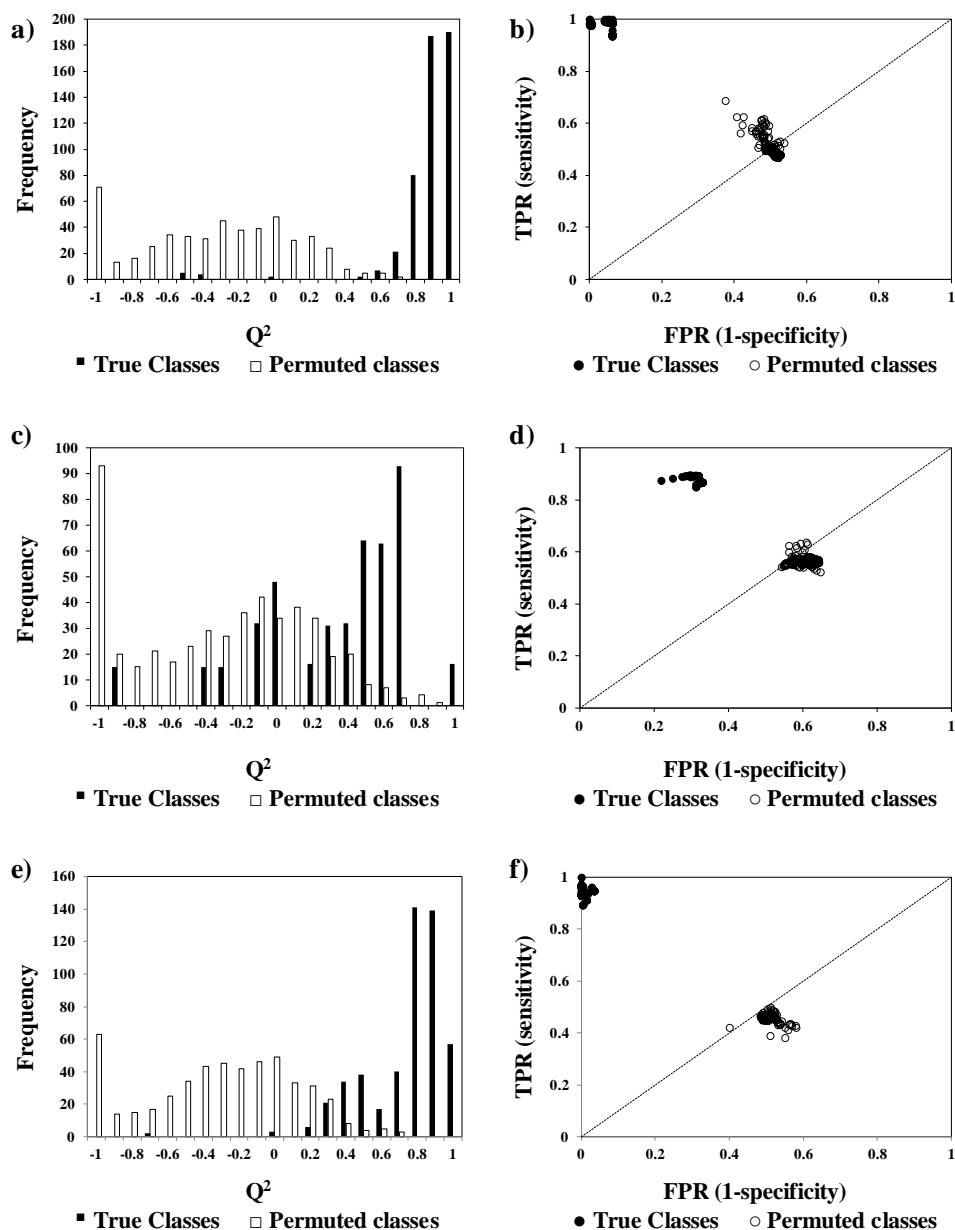 a)
200
180
160
140
120
100
80
60
40
20
0
Frequency
-1 -0.8 -0.6 -0.4 -0.2 0 0.2 0.4 0.6 0.8 1
Q²
■ True Classes □ Permuted classes
b)
1
0.8
0.6
0.4
0.2
0
TPR (sensitivity)
0 0.2 0.4 0.6 0.8 1
FPR (1-specificity)
● True Classes ○ Permuted classes
c)
100
90
80
70
60
50
40
30
20
10
0
Frequency
-1 -0.8 -0.6 -0.4 -0.2 0 0.2 0.4 0.6 0.8 1
Q²
■ True Classes □ Permuted classes
d)
1
0.8
0.6
0.4
0.2
0
TPR (sensitivity)
0 0.2 0.4 0.6 0.8 1
FPR (1-specificity)
● True Classes ○ Permuted classes
e)
160
140
120
100
80
60
40
20
0
Frequency
-1 -0.8 -0.6 -0.4 -0.2 0 0.2 0.4 0.6 0.8 1
Q²
■ True Classes □ Permuted classes
f)
1
0.8
0.6
0.4
0.2
0
TPR (sensitivity)
0 0.2 0.4 0.6 0.8 1
FPR (1-specificity)
● True Classes ○ Permuted classes